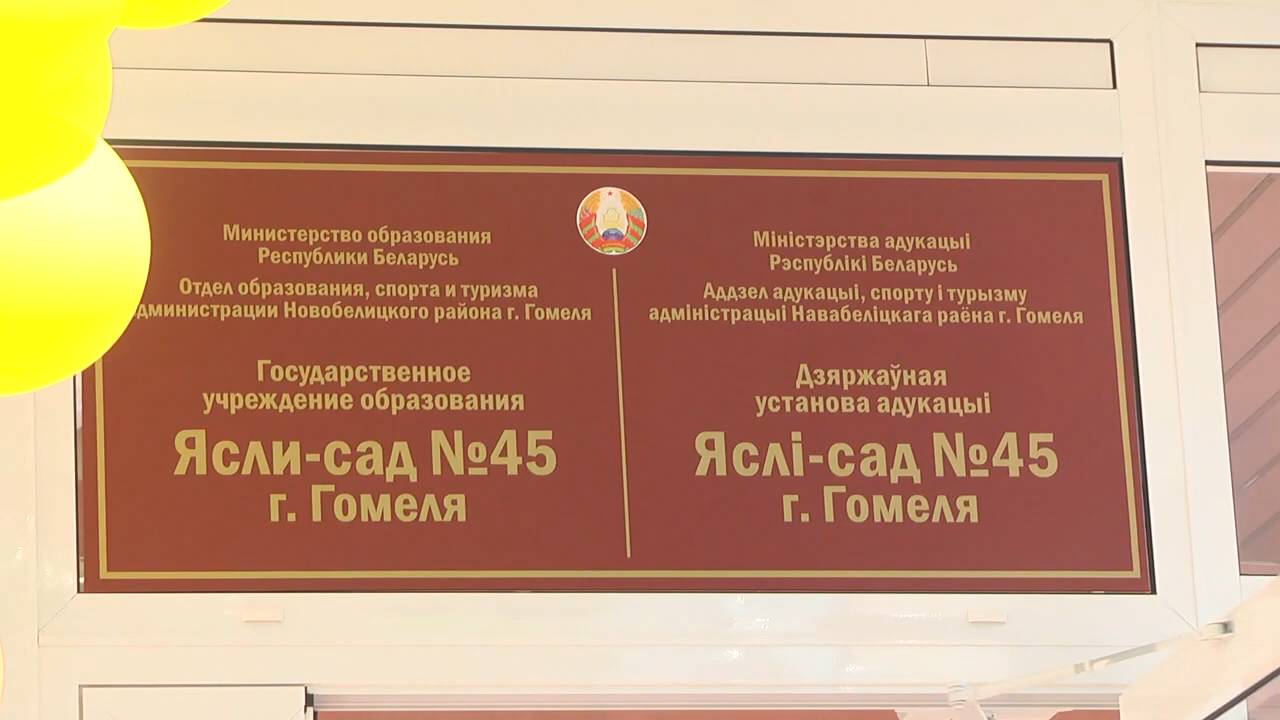 Министерство образования
Республики Беларусь
Отдел образования, спорта и туризма
дминистрации Новобелицкого района г. Гомеля
Государственное
учреждение образования
Ясли-сад №45
г. Гомеля
Міністэрства адукацыі
Рэспублікі Беларусь
Аддзел адукацыі, спорту і турызму
адміністрацыі Навабеліцкага раёна г. Гомеля
Дзяржаўная
установа адукацыі
Яслі-сад №45
г. Гомеля